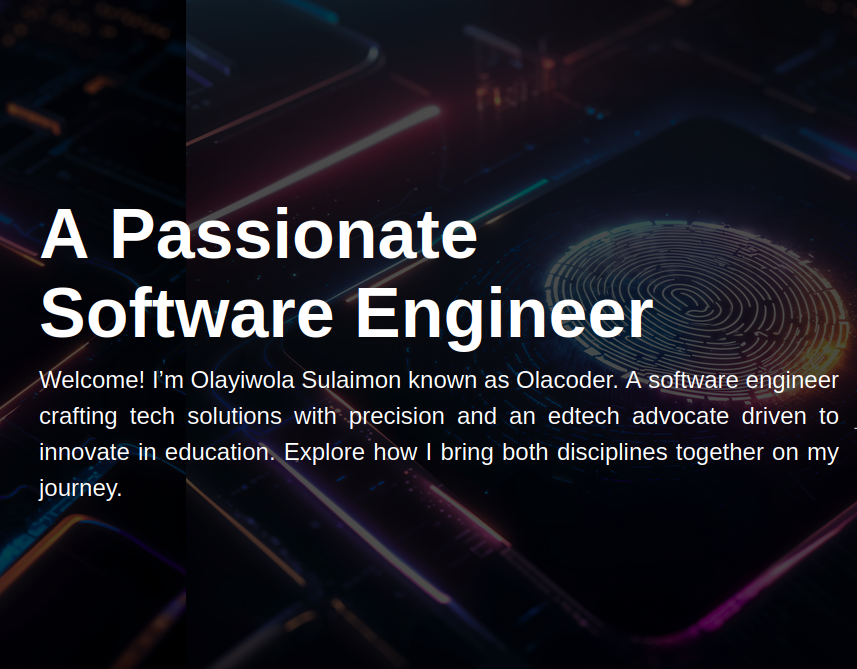 A Passionate
Software Engineer
Welcome! I’m Olayiwola Sulaimon known as Olacoder. A software engineer
crafting tech solutions with precision and an edtech advocate driven to
innovate in education. Explore how I bring both disciplines together on my
journey.